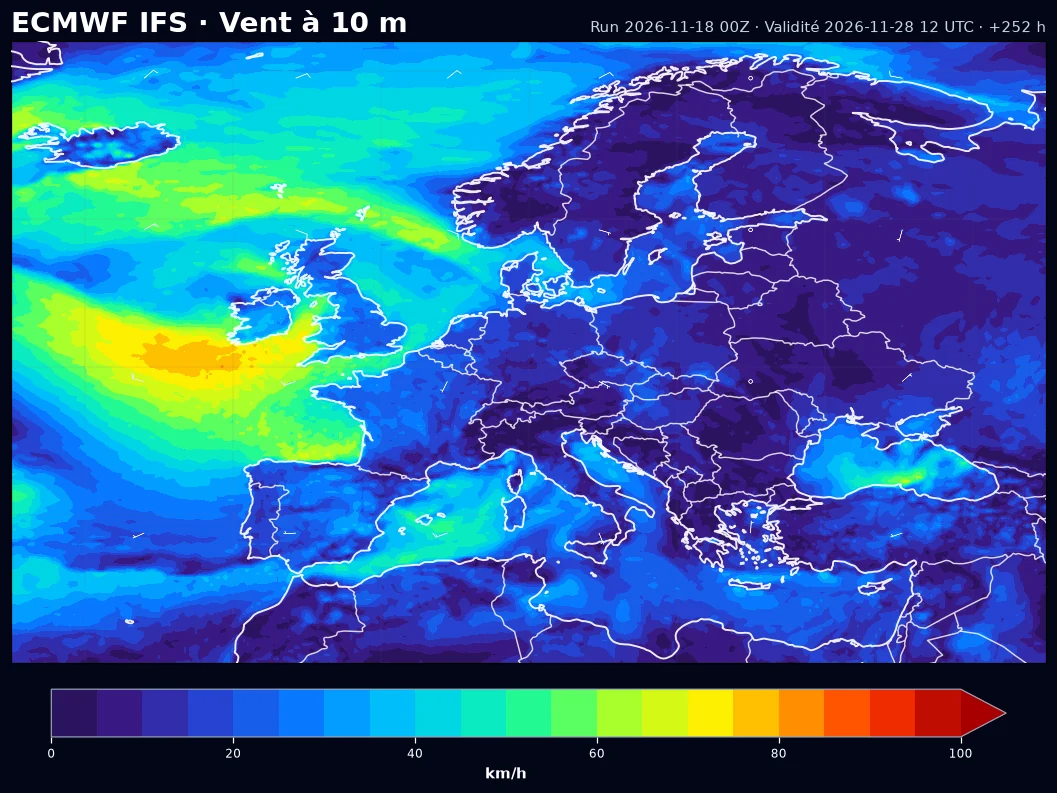 ECMWF IFS · Vent à 10 m
Run 2026-11-18 00Z · Validité 2026-11-28 12 UTC · +252 h
0 20 40 60 80 100
km/h